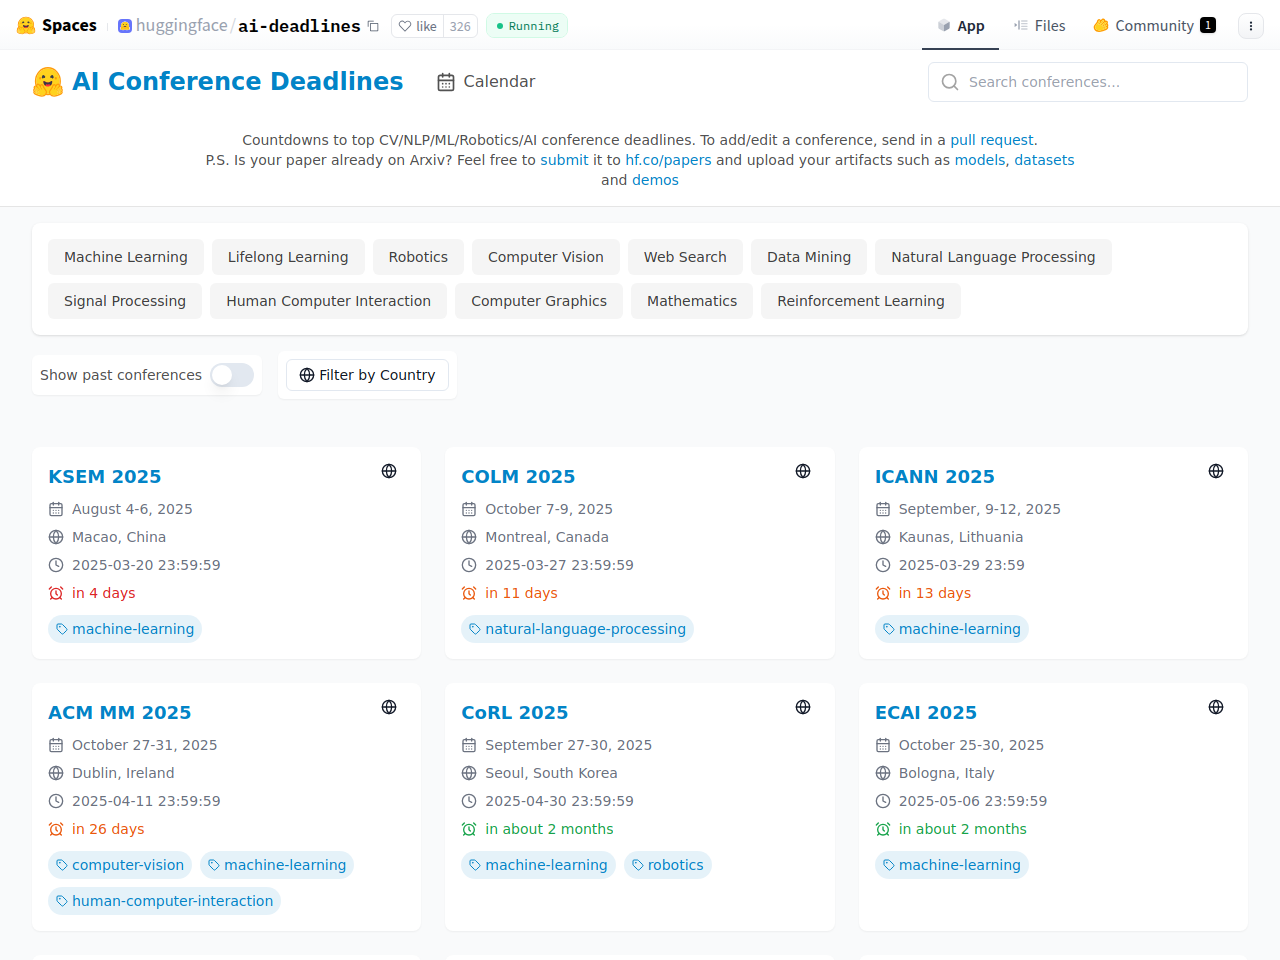 Spaces huggingface/ai-deadlines like 326 Running App Files Community 1
AI Conference Deadlines Calendar Search conferences...
Countdowns to top CV/NLP/ML/Robotics/AI conference deadlines. To add/edit a conference, send in a pull request.
P.S. Is your paper already on Arxiv? Feel free to submit it to hf.co/papers and upload your artifacts such as models, datasets
and demos
Machine Learning Lifelong Learning Robotics Computer Vision Web Search Data Mining Natural Language Processing
Signal Processing Human Computer Interaction Computer Graphics Mathematics Reinforcement Learning
Show past conferences Filter by Country
KSEM 2025
August 4-6, 2025
Macao, China
2025-03-20 23:59:59
in 4 days
machine-learning
COLM 2025
October 7-9, 2025
Montreal, Canada
2025-03-27 23:59:59
in 11 days
natural-language-processing
ICANN 2025
September, 9-12, 2025
Kaunas, Lithuania
2025-03-29 23:59
in 13 days
machine-learning
ACM MM 2025
October 27-31, 2025
Dublin, Ireland
2025-04-11 23:59:59
in 26 days
computer-vision machine-learning
human-computer-interaction
CoRL 2025
September 27-30, 2025
Seoul, South Korea
2025-04-30 23:59:59
in about 2 months
machine-learning robotics
ECAI 2025
October 25-30, 2025
Bologna, Italy
2025-05-06 23:59:59
in about 2 months
machine-learning